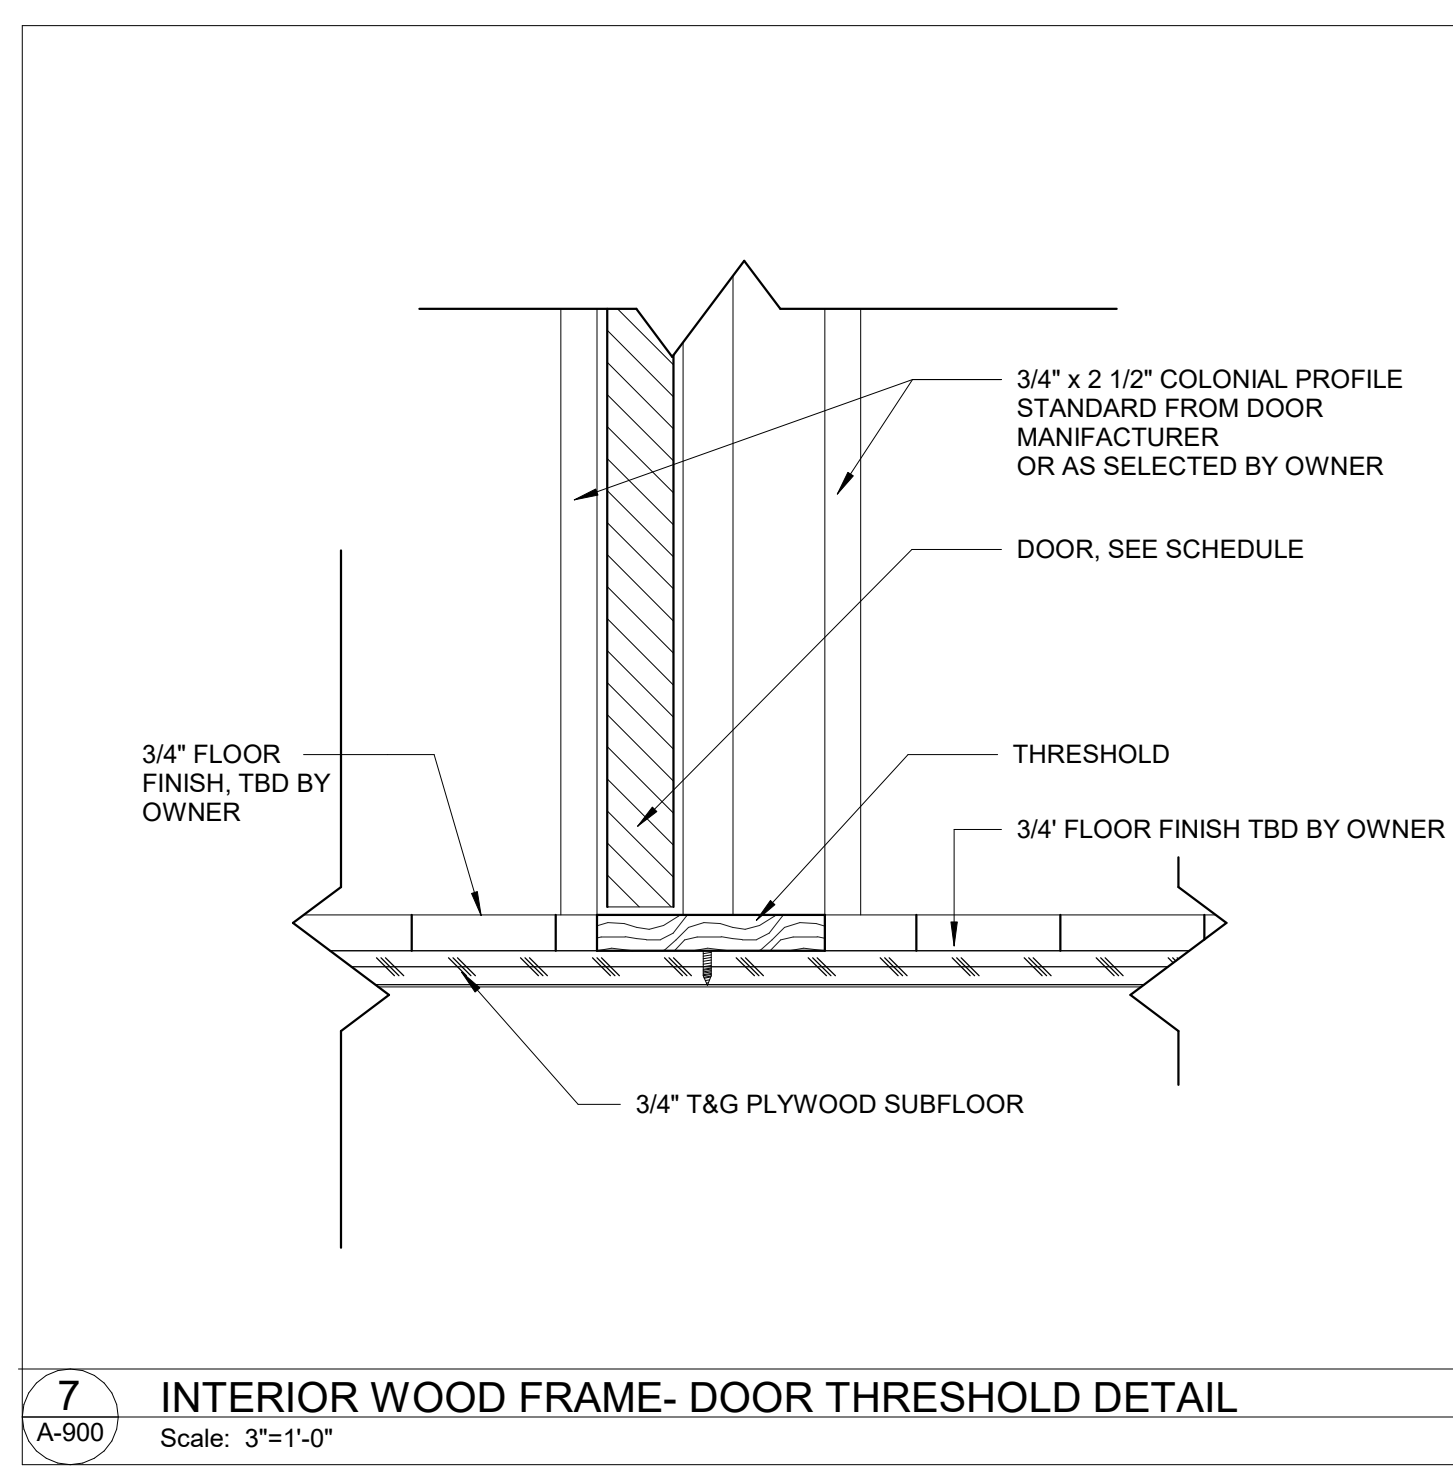 3/4" x 2 1/2" COLONIAL PROFILE
STANDARD FROM DOOR
MANIFACTURER
OR AS SELECTED BY OWNER
DOOR, SEE SCHEDULE
3/4" FLOOR
FINISH, TBD BY
OWNER
THRESHOLD
3/4' FLOOR FINISH TBD BY OWNER
3/4" T&G PLYWOOD SUBFLOOR
7
A-900
INTERIOR WOOD FRAME- DOOR THRESHOLD DETAIL
Scale: 3"=1'-0"